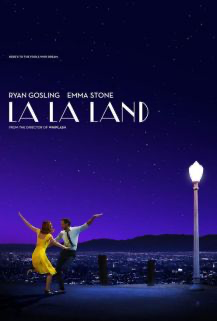 HERE'S TO THE FOOLS WHO DREAM
RYAN GOSLING EMMA STONE
LA LA LAND
FROM THE DIRECTOR OF WHIPLASH